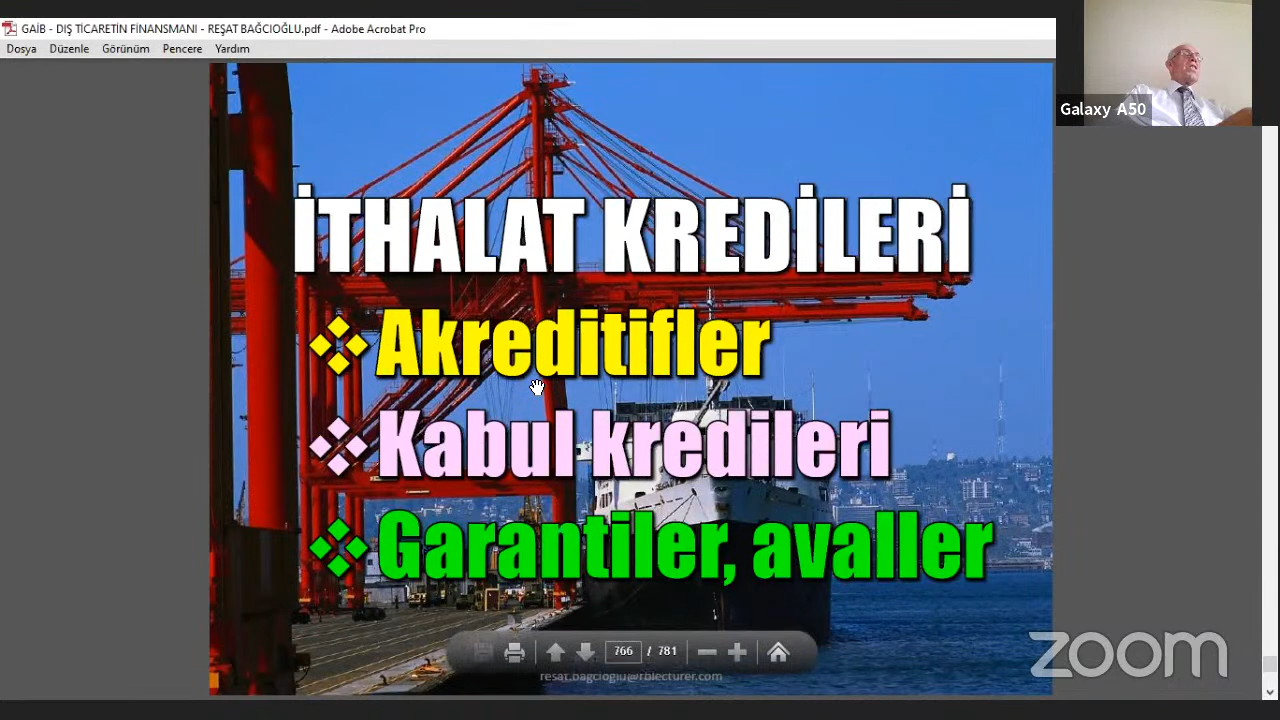 GAİB - DIŞ TİCARETİN FİNANSMANI - REŞAT BAĞCIOĞLU.pdf - Adobe Acrobat Pro
Dosya Düzenle Görünüm Pencere Yardım
Galaxy A50
İTHALAT KREDİLERİ
Akreditifler
Kabul kredileri
Garantiler, avaller
766 / 781
resat.bagcioglu@rblecturer.com
zoom